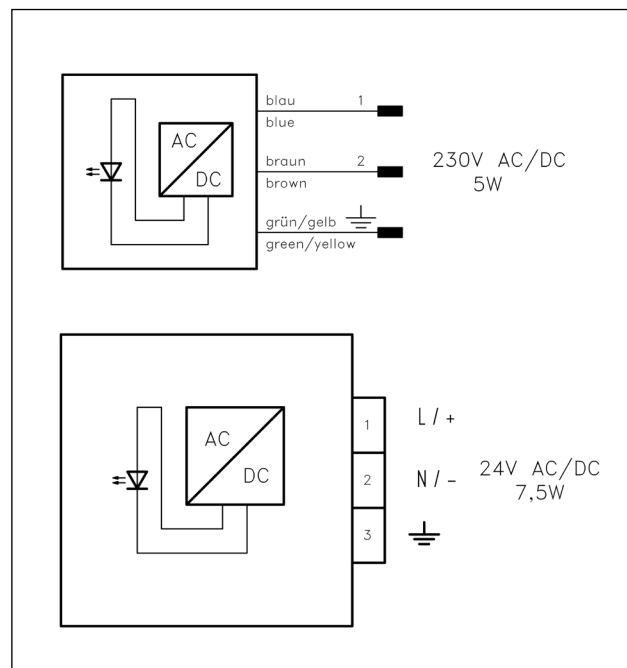 blau 1
blue
AC
DC
braun 2
brown
230V AC/DC
5W
grün/gelb
green/yellow
AC
DC
1 L / +
2 N / -
3
24V AC/DC
7,5W